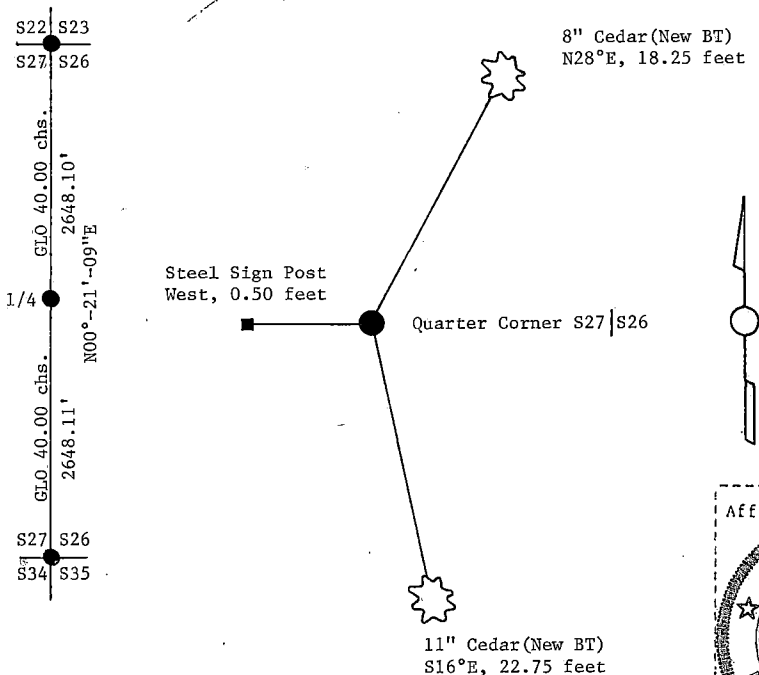 S22 S23
S27 S26
GLO 40.00 chs.
2648.10'
N00°-21'-09"E
1/4
GLO 40.00 chs.
2648.11'
S27 S26
S34 S35
8" Cedar(New BT)
N28°E, 18.25 feet
Steel Sign Post
West, 0.50 feet
Quarter Corner S27|S26
11" Cedar(New BT)
S16°E, 22.75 feet
Aff